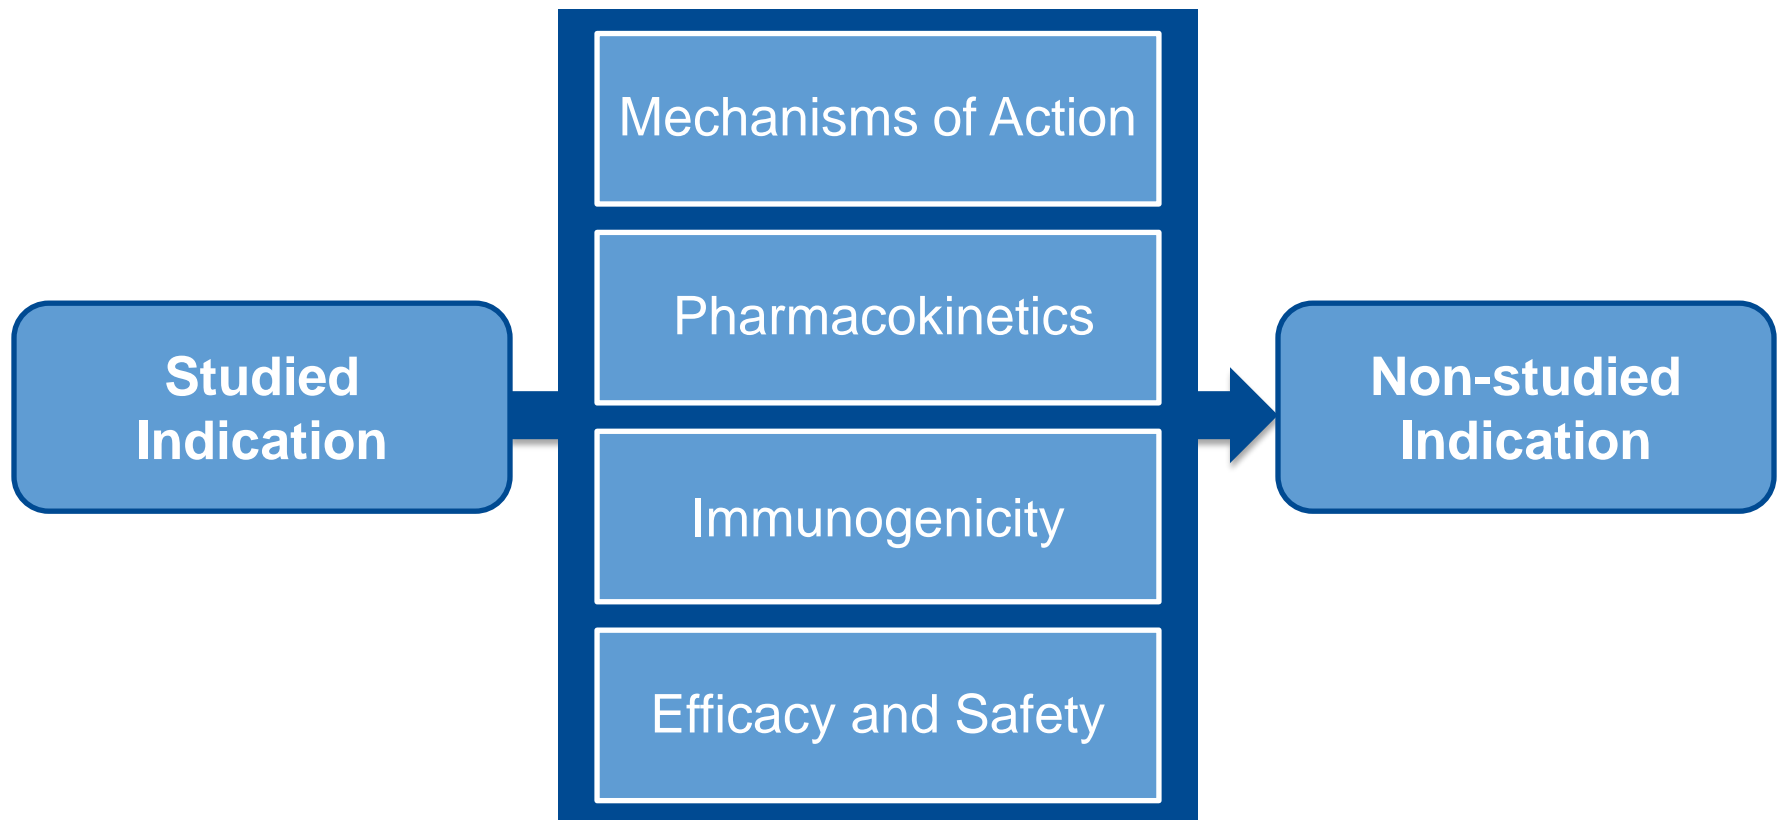 Studied
Indication
Mechanisms of Action
Pharmacokinetics
Immunogenicity
Efficacy and Safety
Non-studied
Indication